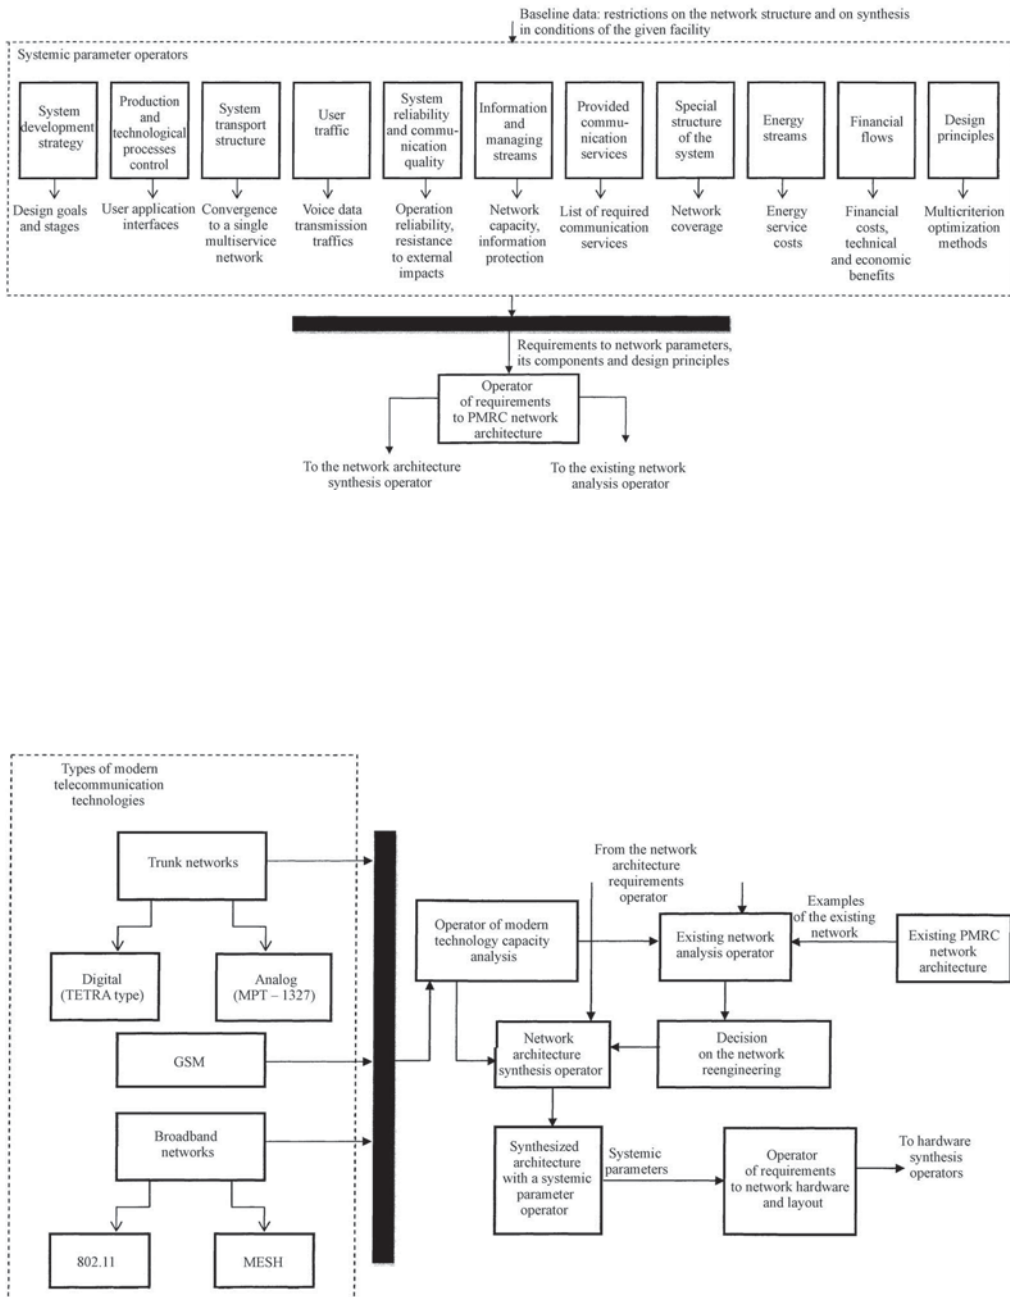 Baseline data: restrictions on the network structure and on synthesis
in conditions of the given facility
Systemic parameter operators
System
development
strategy
Production
and
technological
processes
control
System
transport
structure
User
traffic
System
reliability
and commu-
nication
quality
Information
and
managing
streams
Provided
commu-
nication
services
Special
structure
of the
system
Energy
streams
Financial
flows
Design
principles
Design goals
and stages
User application
interfaces
Convergence
to a single
multiservice
network
Voice data
transmission
traffics
Operation
reliability,
resistance
to external
impacts
Network
capacity,
information
protection
List of required
communication
services
Network
coverage
Energy
service
costs
Financial
costs,
technical
and economic
benefits
Multicriterion
optimization
methods
Requirements to network parameters,
its components and design principles
Operator
of requirements
to PMRC network
architecture
To the network architecture
synthesis operator
To the existing network
analysis operator
Types of modern
telecommunication
technologies
Trunk networks
Digital
(TETRA type)
Analog
(MPT – 1327)
GSM
Broadband
networks
802.11
MESH
From the network
architecture
requirements
operator
Operator of modern
technology capacity
analysis
Existing network
analysis operator
Examples
of the existing
network
Existing PMRC
network
architecture
Network
architecture
synthesis operator
Decision
on the network
reengineering
Synthesized
architecture
with a systemic
parameter
operator
Systemic
parameters
Operator
of requirements
to network hardware
and layout
To hardware
synthesis
operators